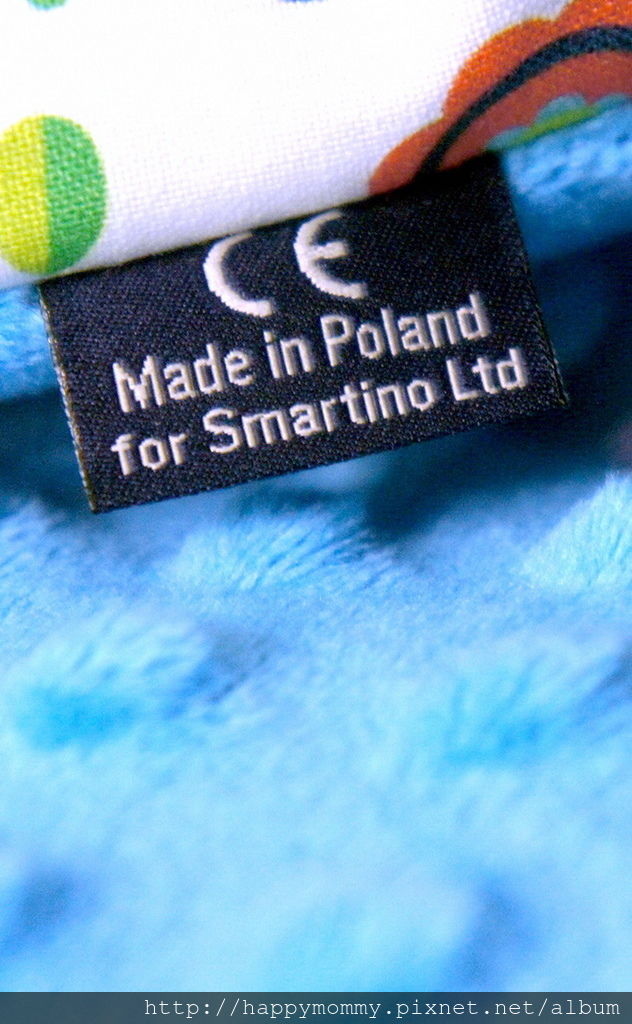 CE
Made in Poland
for Smartino Ltd
http://happymommy.pixnet.net/album